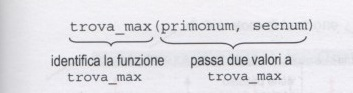 trova_max(primonum, secnum)
identifica la funzione
trova_max
passa due valori a
trova_max